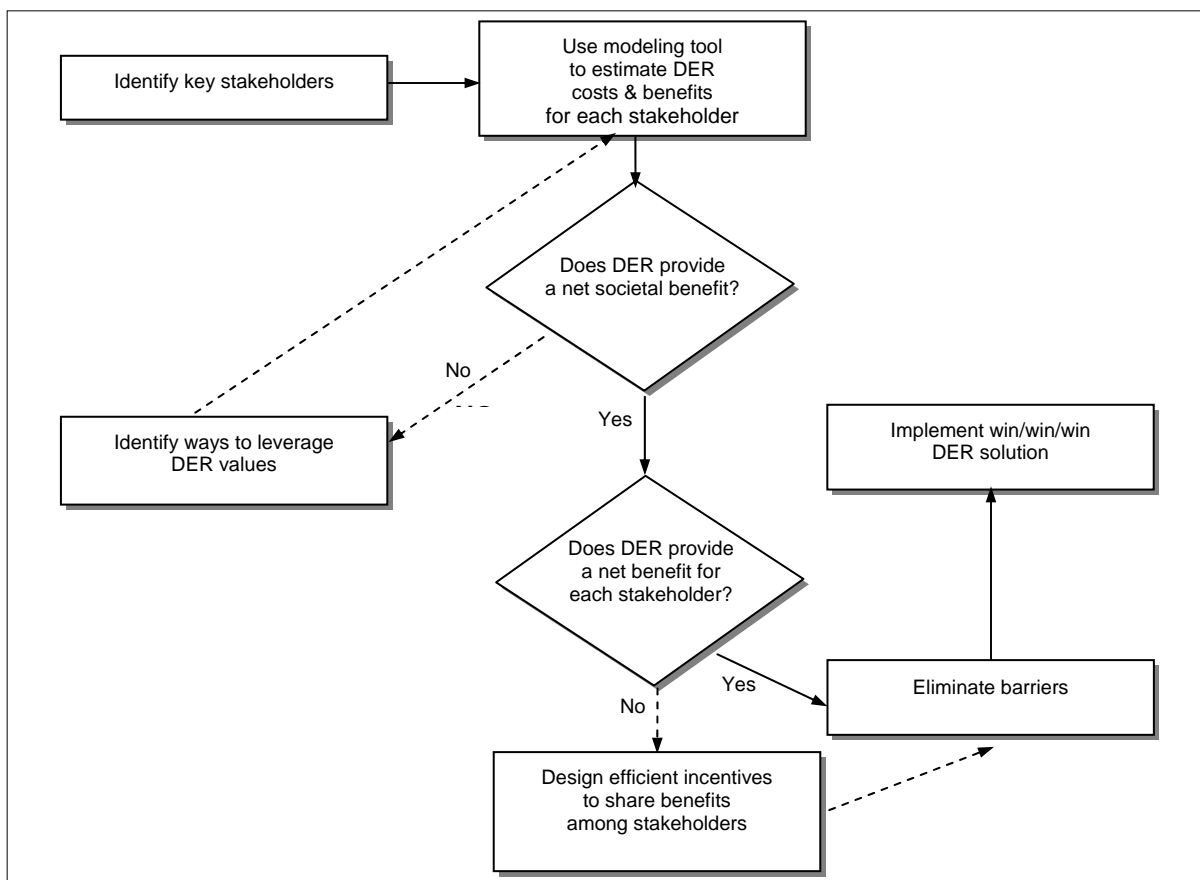 Identify key stakeholders
Use modeling tool
to estimate DER
costs & benefits
for each stakeholder
Does DER provide
a net societal benefit?
No
Yes
Identify ways to leverage
DER values
Implement win/win/win
DER solution
Does DER provide
a net benefit for
each stakeholder?
Yes
Eliminate barriers
No
Design efficient incentives
to share benefits
among stakeholders